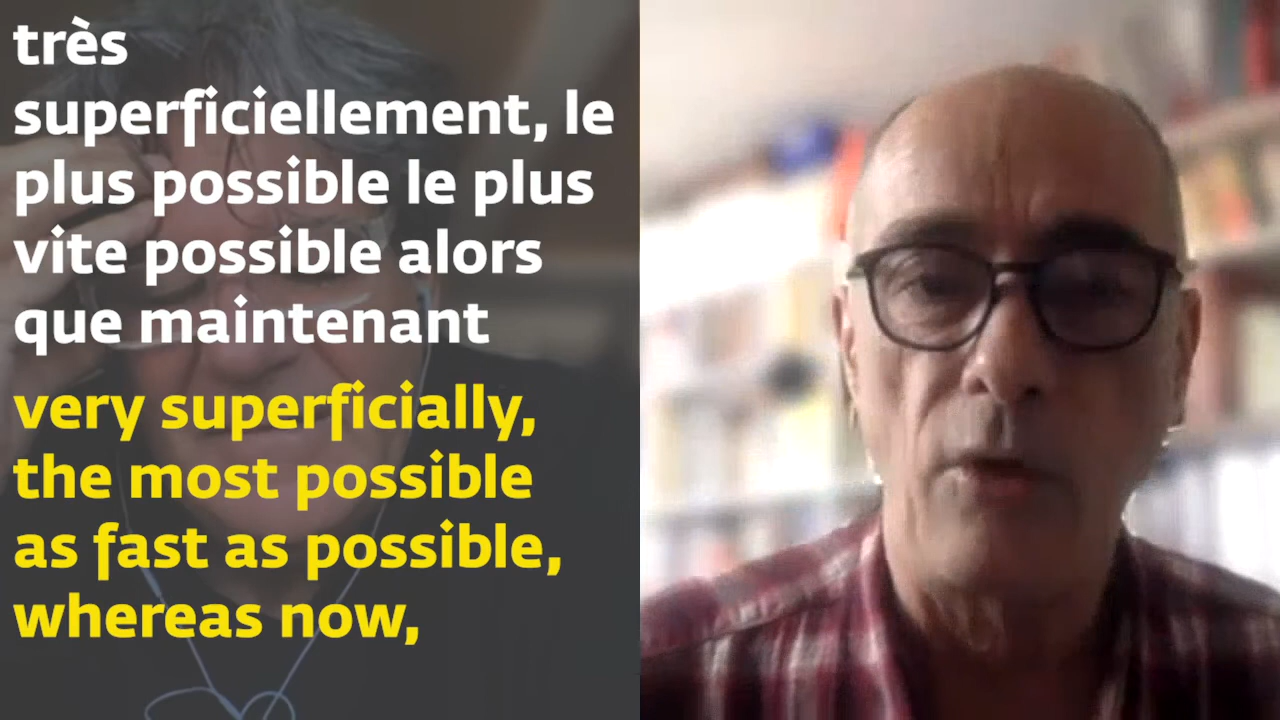 très
superficiellement, le
plus possible le plus
vite possible alors
que maintenant
very superficially,
the most possible
as fast as possible,
whereas now,